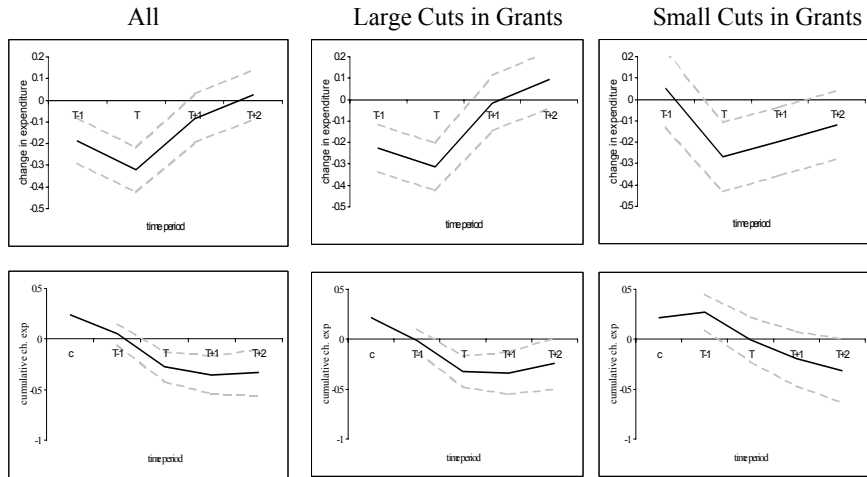 All
Large Cuts in Grants
Small Cuts in Grants
change in expenditure
0.2
0.1
0
-0.1
-0.2
-0.3
-0.4
-0.5
T-1
T
T+1
T+2
time period
change in expenditure
0.2
0.1
0
-0.1
-0.2
-0.3
-0.4
-0.5
T-1
T
T+1
T+2
time period
change in expenditure
0.2
0.1
0
-0.1
-0.2
-0.3
-0.4
-0.5
T-1
T
T+1
T+2
time period
cumulative ch. exp
0.5
0
-0.5
-1
c
T-1
T
T+1
T+2
time period
cumulative ch. exp
0.5
0
-0.5
-1
c
T-1
T
T+1
T+2
time period
cumulative ch. exp
0.5
0
-0.5
-1
c
T-1
T
T+1
T+2
time period